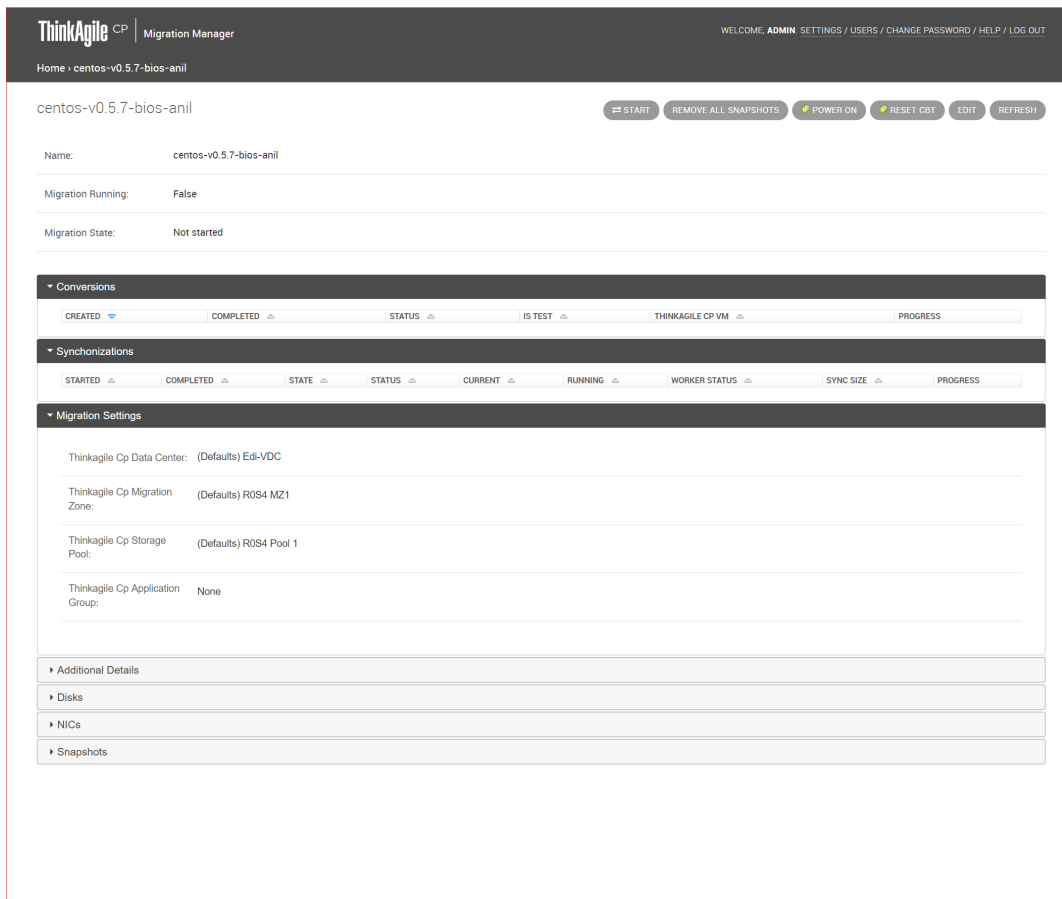 ThinkAgile CP Migration Manager
WELCOME, ADMIN SETTINGS / USERS / CHANGE PASSWORD / HELP / LOG OUT
Home › centos-v0.5.7-bios-anil
centos-v0.5.7-bios-anil
START REMOVE ALL SNAPSHOTS POWER ON RESET CBT EDIT REFRESH
Name: centos-v0.5.7-bios-anil
Migration Running: False
Migration State: Not started
Conversions
CREATED COMPLETED STATUS IS TEST THINKAGILE CP VM PROGRESS
Synchonizations
STARTED COMPLETED STATE STATUS CURRENT RUNNING WORKER STATUS SYNC SIZE PROGRESS
Migration Settings
Thinkagile Cp Data Center: (Defaults) Edi-VDC
Thinkagile Cp Migration
Zone:
(Defaults) R0S4 MZ1
Thinkagile Cp Storage
Pool:
(Defaults) R0S4 Pool 1
Thinkagile Cp Application
Group:
None
Additional Details
Disks
NICs
Snapshots